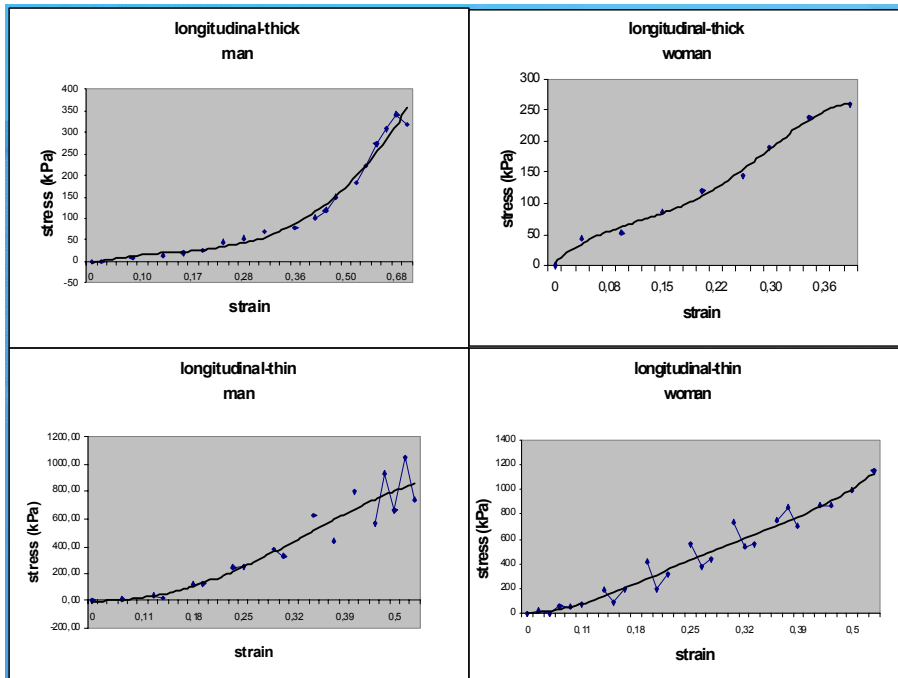 longitudinal-thick
man
400
350
300
250
200
150
100
50
0
-50
stress (kPa)
0 0,10 0,17 0,28 0,36 0,50 0,68
strain
longitudinal-thick
woman
300
250
200
150
100
50
0
stress (kPa)
0 0,08 0,15 0,22 0,30 0,36
strain
longitudinal-thin
man
1200,00
1000,00
800,00
600,00
400,00
200,00
0,00
-200,00
stress (kPa)
0 0,11 0,18 0,25 0,32 0,39 0,5
strain
longitudinal-thin
woman
1400
1200
1000
800
600
400
200
0
stress (kPa)
0 0,11 0,18 0,25 0,32 0,39 0,5
strain